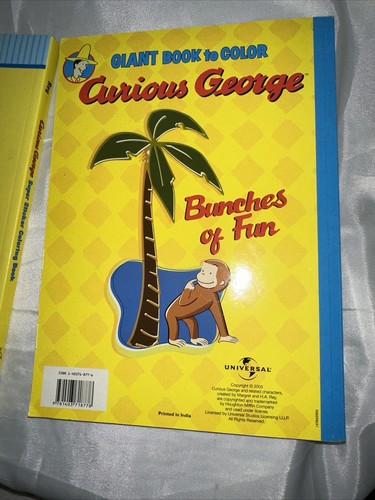 GIANT BOOK to COLOR
Curious George™
Bunches
of Fun
Curious George Super Sticker Coloring Book
UNIVERSAL
Copyright © 2005
Curious George and related characters,
created by Margret and H.A. Rey,
are copyrighted and trademarked
by Houghton Mifflin Company
and used under license.
Licensed by Universal Studios Licensing LLLP.
All Rights Reserved.
Printed in India